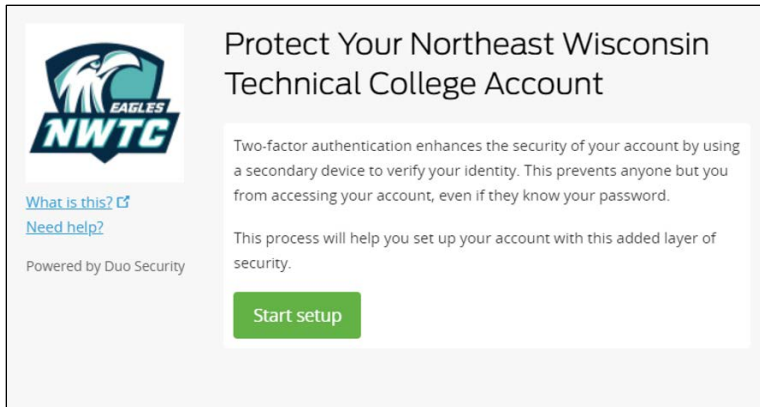 EAGLES
NWTC
What is this?
Need help?
Powered by Duo Security
Protect Your Northeast Wisconsin
Technical College Account
Two-factor authentication enhances the security of your account by using
a secondary device to verify your identity. This prevents anyone but you
from accessing your account, even if they know your password.
This process will help you set up your account with this added layer of
security.
Start setup